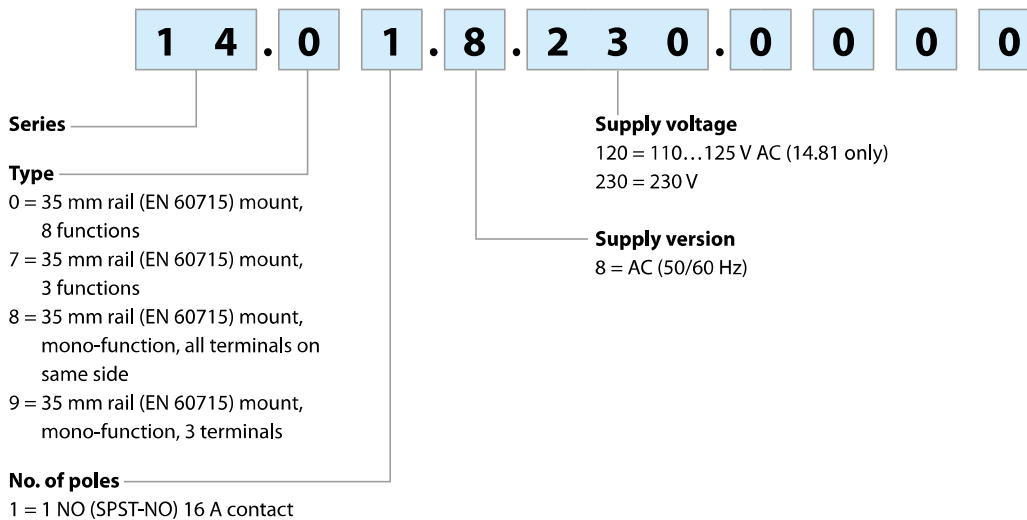 1 4 . 0 1 . 8 . 2 3 0 . 0 0 0 0
Series
Type
0 = 35 mm rail (EN 60715) mount,
8 functions
7 = 35 mm rail (EN 60715) mount,
3 functions
8 = 35 mm rail (EN 60715) mount,
mono-function, all terminals on
same side
9 = 35 mm rail (EN 60715) mount,
mono-function, 3 terminals
No. of poles
1 = 1 NO (SPST-NO) 16 A contact
Supply voltage
120 = 110…125 V AC (14.81 only)
230 = 230 V
Supply version
8 = AC (50/60 Hz)